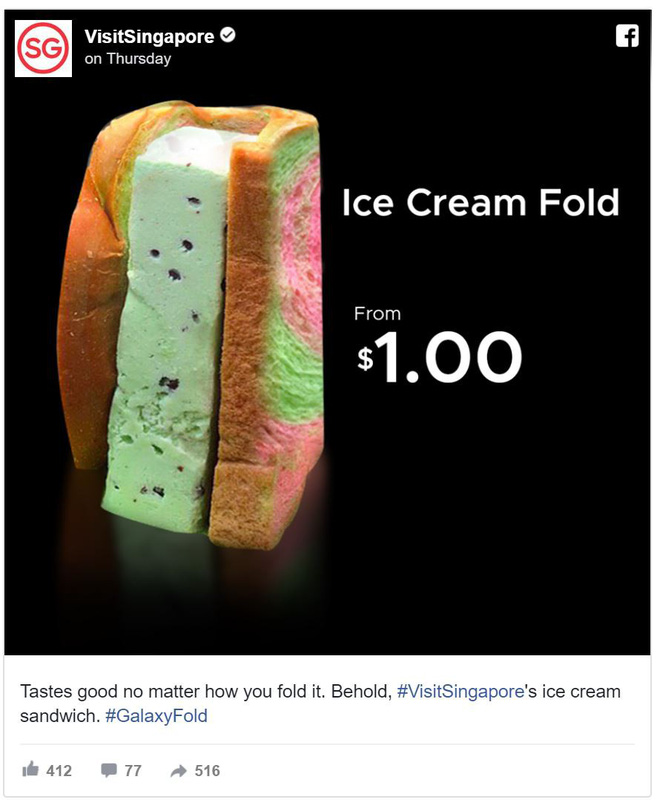 SG
VisitSingapore
on Thursday
Ice Cream Fold
From
$1.00
Tastes good no matter how you fold it. Behold, #VisitSingapore's ice cream
sandwich. #GalaxyFold
412 77 516